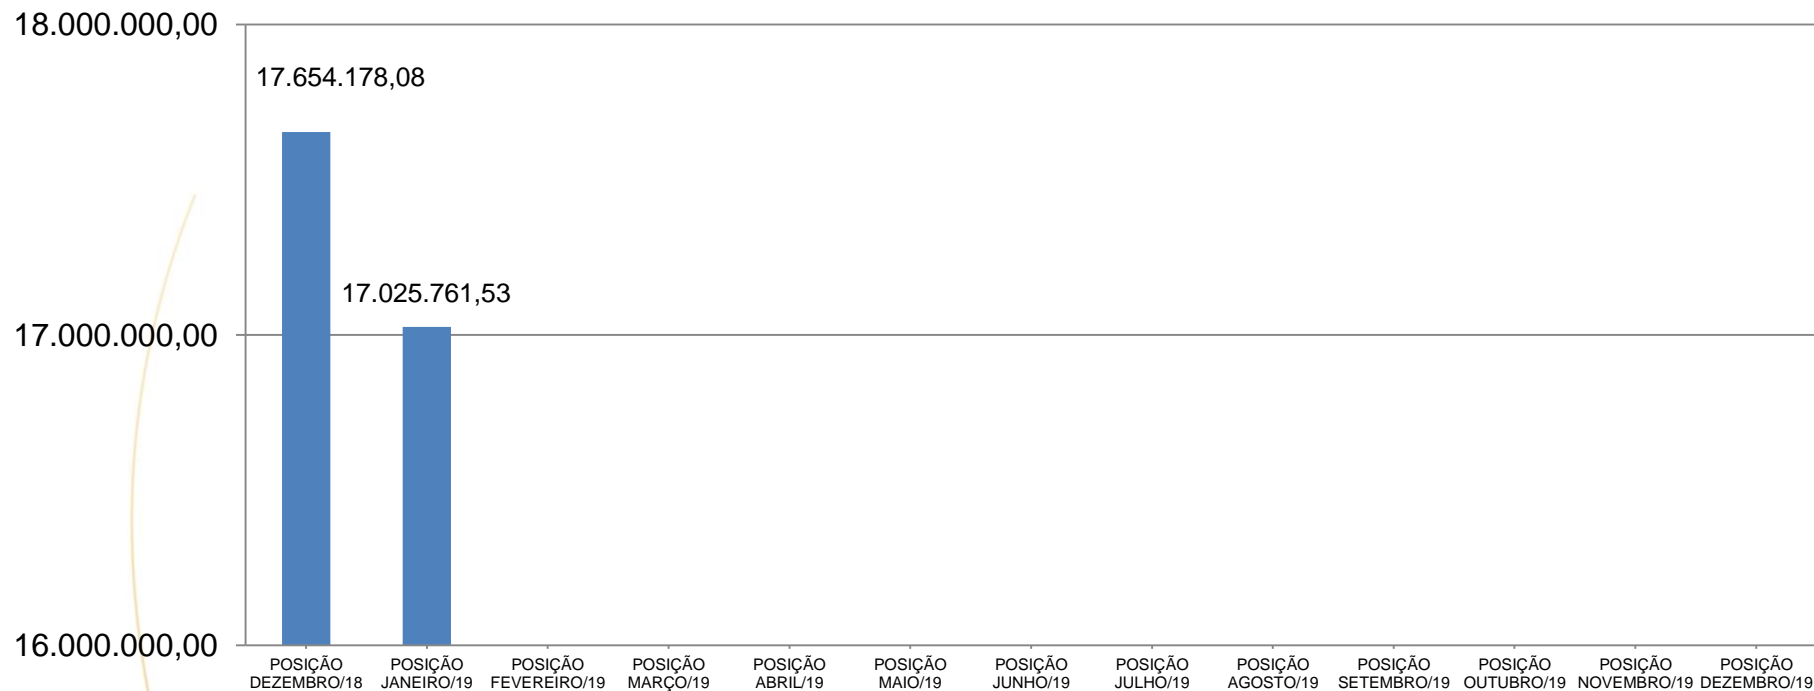 18.000.000,00
17.654.178,08
17.025.761,53
17.000.000,00
16.000.000,00
POSIÇÃO
DEZEMBRO/18
POSIÇÃO
JANEIRO/19
POSIÇÃO
FEVEREIRO/19
POSIÇÃO
MARÇO/19
POSIÇÃO
ABRIL/19
POSIÇÃO
MAIO/19
POSIÇÃO
JUNHO/19
POSIÇÃO
JULHO/19
POSIÇÃO
AGOSTO/19
POSIÇÃO
SETEMBRO/19
POSIÇÃO
OUTUBRO/19
POSIÇÃO
NOVEMBRO/19
POSIÇÃO
DEZEMBRO/19